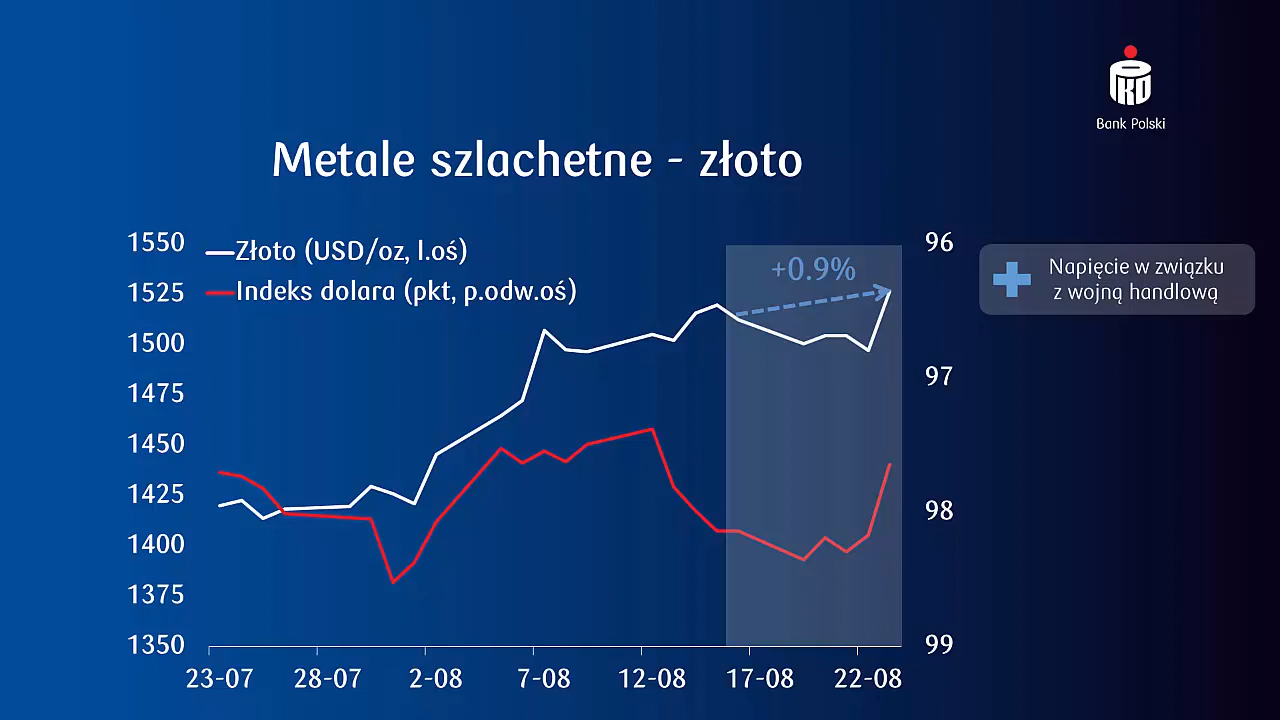 PKO
Bank Polski
Metale szlachetne - złoto
Złoto (USD/oz, l.oś)
Indeks dolara (pkt, p.odw.oś)
+0.9%
Napięcie w związku
z wojną handlową
1550
1525
1500
1475
1450
1425
1400
1375
1350
96
97
98
99
23-07 28-07 2-08 7-08 12-08 17-08 22-08